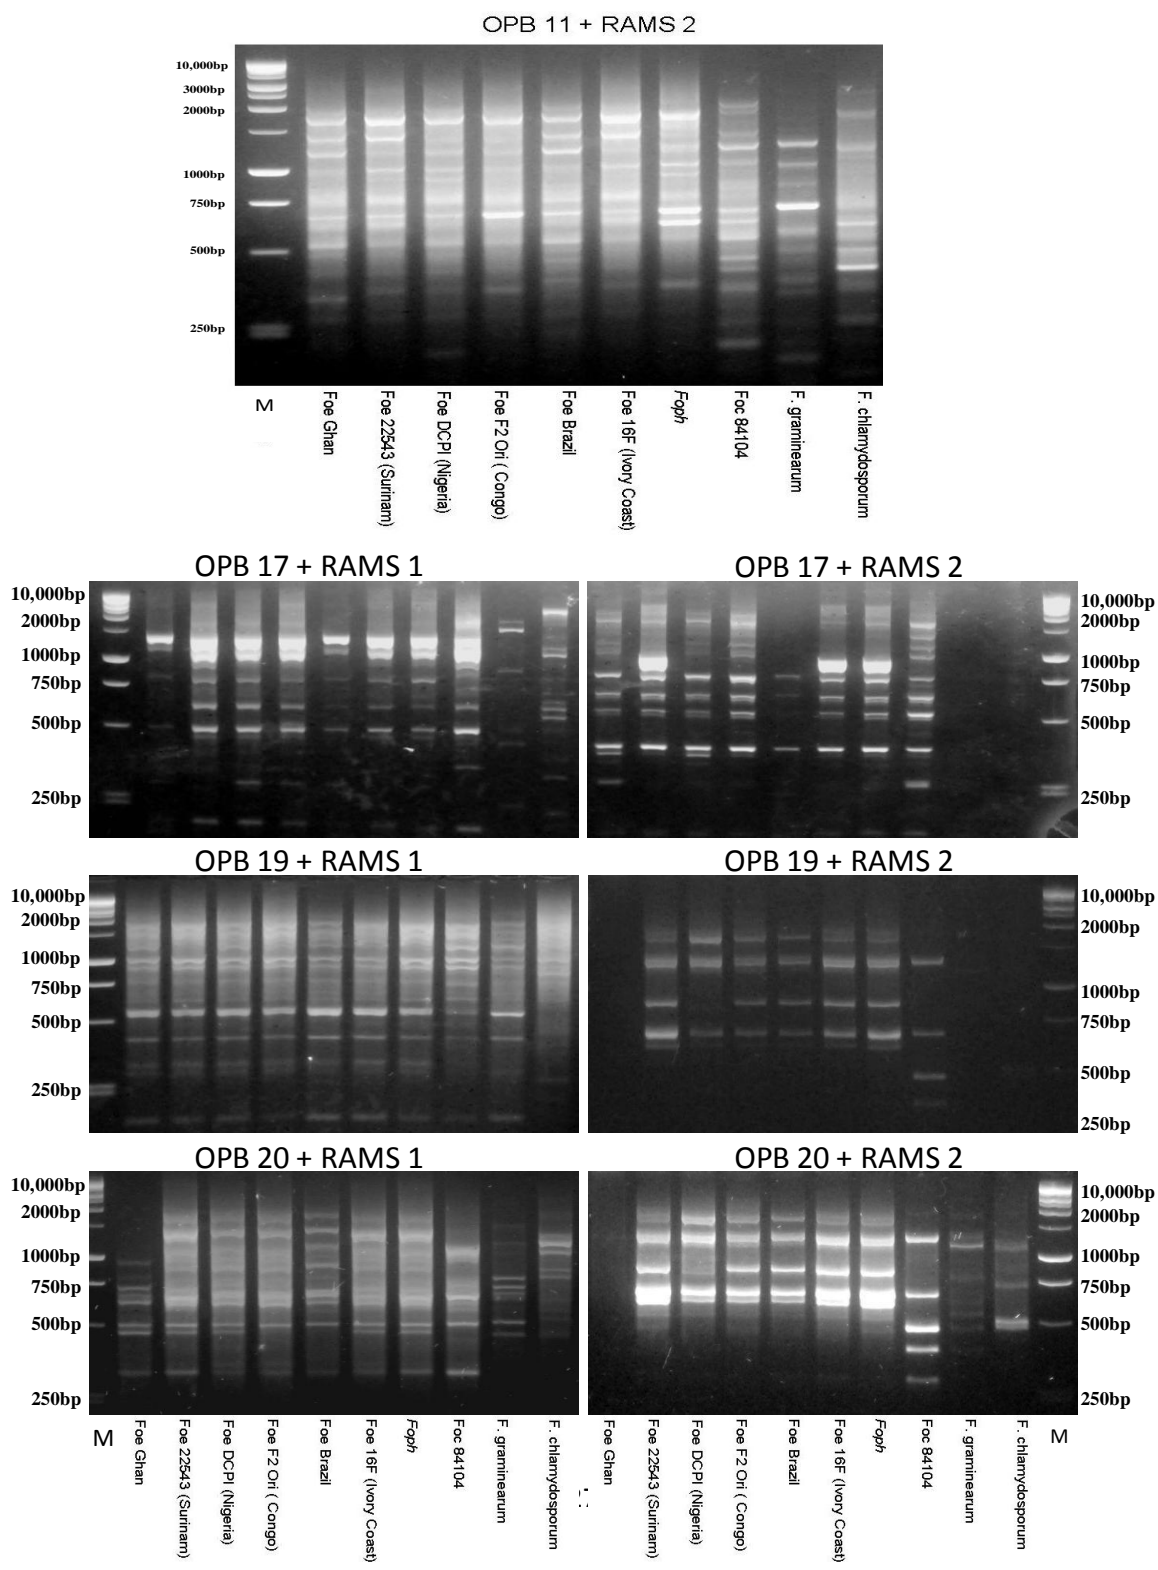 OPB 11 + RAMS 2
10,000bp
3000bp
2000bp
1000bp
750bp
500bp
250bp
M
Foe Ghan
Foe 22543 (Surinam)
Foe DCPI (Nigeria)
Foe F2 Ori ( Congo)
Foe Brazil
Foe 16F (Ivory Coast)
Foph
Foc 84104
F. graminearum
F. chlamydosporum
OPB 17 + RAMS 1
10,000bp
2000bp
1000bp
750bp
500bp
250bp
OPB 17 + RAMS 2
10,000bp
2000bp
1000bp
750bp
500bp
250bp
OPB 19 + RAMS 1
10,000bp
2000bp
1000bp
750bp
500bp
250bp
OPB 19 + RAMS 2
10,000bp
2000bp
1000bp
750bp
500bp
250bp
OPB 20 + RAMS 1
10,000bp
2000bp
1000bp
750bp
500bp
250bp
OPB 20 + RAMS 2
10,000bp
2000bp
1000bp
750bp
500bp
250bp
M
Foe Ghan
Foe 22543 (Surinam)
Foe DCPI (Nigeria)
Foe F2 Ori ( Congo)
Foe Brazil
Foe 16F (Ivory Coast)
Foph
Foc 84104
F. graminearum
F. chlamydosporum
Foe Ghan
Foe 22543 (Surinam)
Foe DCPI (Nigeria)
Foe F2 Ori ( Congo)
Foe Brazil
Foe 16F (Ivory Coast)
Foph
Foc 84104
F. graminearum
F. chlamydosporum
M